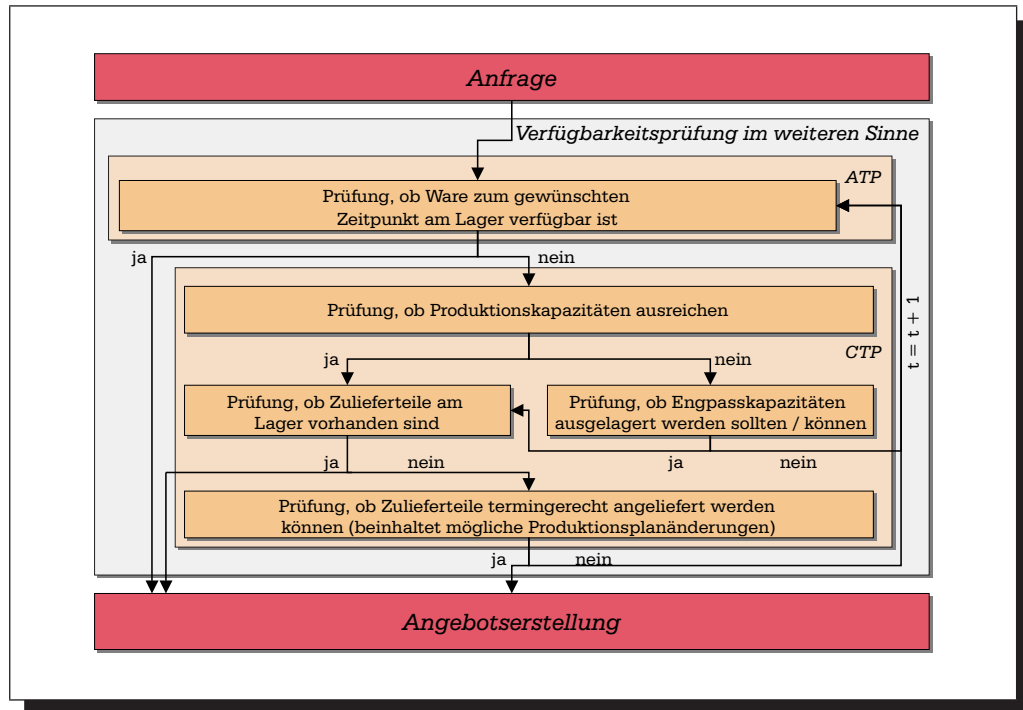 Anfrage
Verfügbarkeitsprüfung im weiteren Sinne
ATP
Prüfung, ob Ware zum gewünschten
Zeitpunkt am Lager verfügbar ist
ja
nein
Prüfung, ob Produktionskapazitäten ausreichen
t = t + 1
CTP
ja
nein
Prüfung, ob Zulieferteile am
Lager vorhanden sind
Prüfung, ob Engpasskapazitäten
ausgelagert werden sollten / können
ja
nein
ja
nein
Prüfung, ob Zulieferteile termingerecht angeliefert werden
können (beinhaltet mögliche Produktionsplanänderungen)
ja
nein
Angebotserstellung